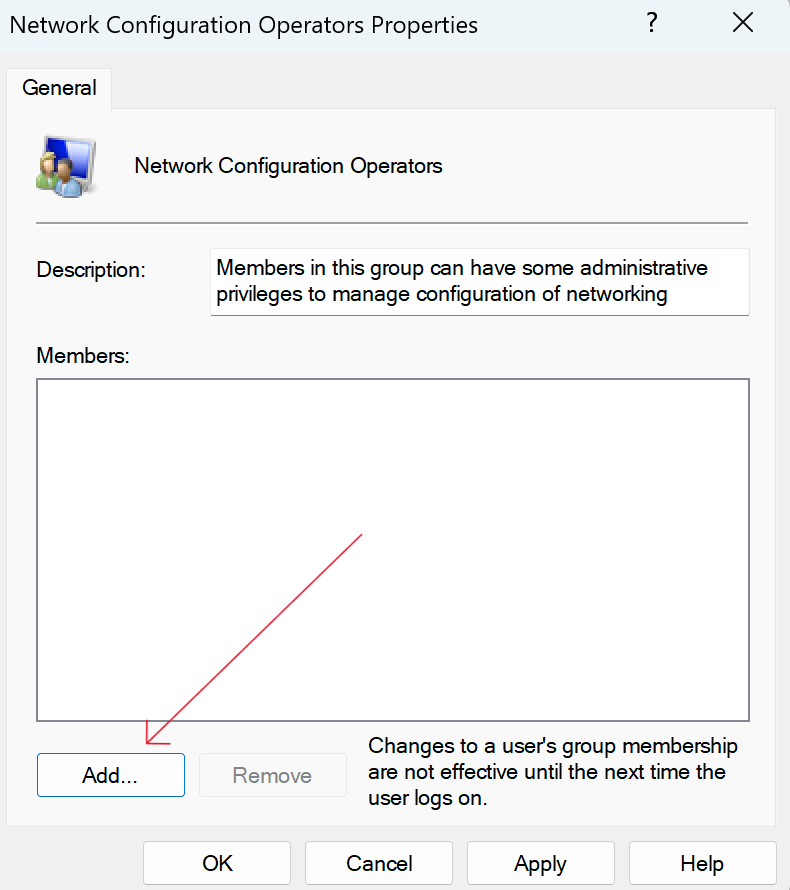 Network Configuration Operators Properties
?
General
Network Configuration Operators
Description:
Members in this group can have some administrative
privileges to manage configuration of networking
Members:
Add...
Remove
Changes to a user's group membership
are not effective until the next time the
user logs on.
OK
Cancel
Apply
Help